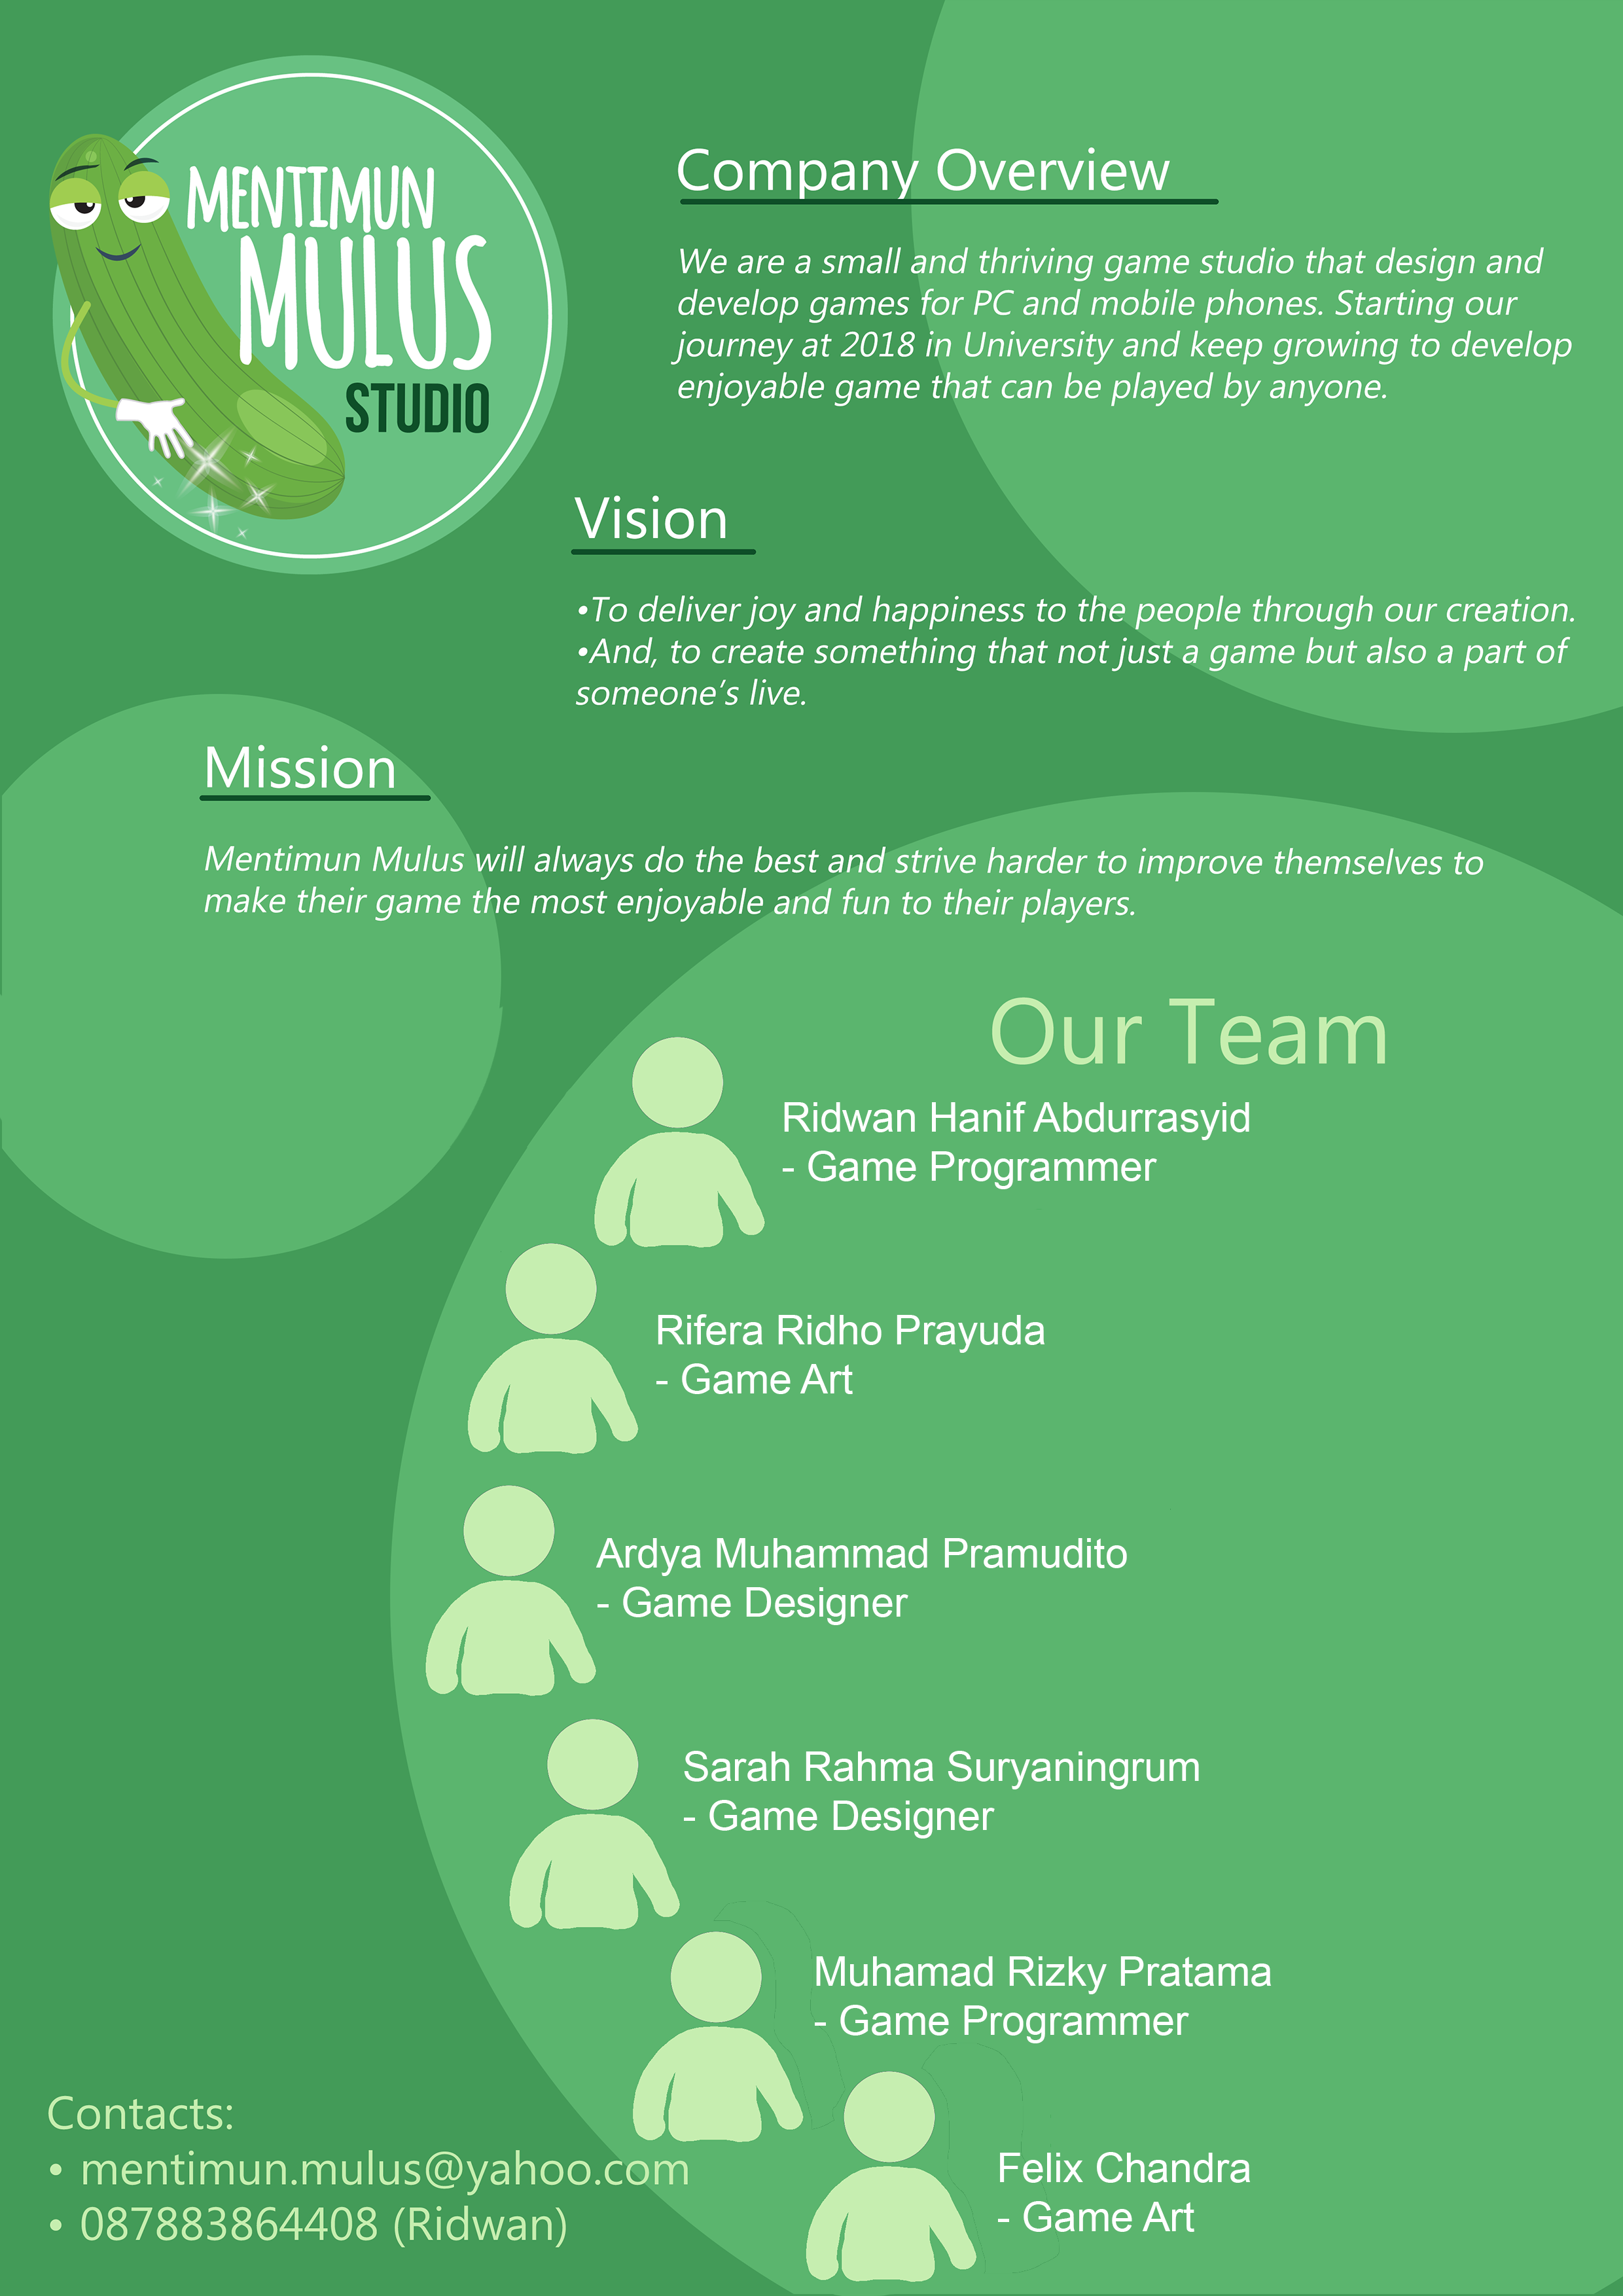 MENTIMUN
MULUS
STUDIO
Company Overview
We are a small and thriving game studio that design and
develop games for PC and mobile phones. Starting our
journey at 2018 in University and keep growing to develop
enjoyable game that can be played by anyone.
Vision
•To deliver joy and happiness to the people through our creation.
•And, to create something that not just a game but also a part of
someone’s live.
Mission
Mentimun Mulus will always do the best and strive harder to improve themselves to
make their game the most enjoyable and fun to their players.
Our Team
Ridwan Hanif Abdurrasyid
- Game Programmer
Rifera Ridho Prayuda
- Game Art
Ardya Muhammad Pramudito
- Game Designer
Sarah Rahma Suryaningrum
- Game Designer
Muhamad Rizky Pratama
- Game Programmer
Felix Chandra
- Game Art
Contacts:
• mentimun.mulus@yahoo.com
• 087883864408 (Ridwan)